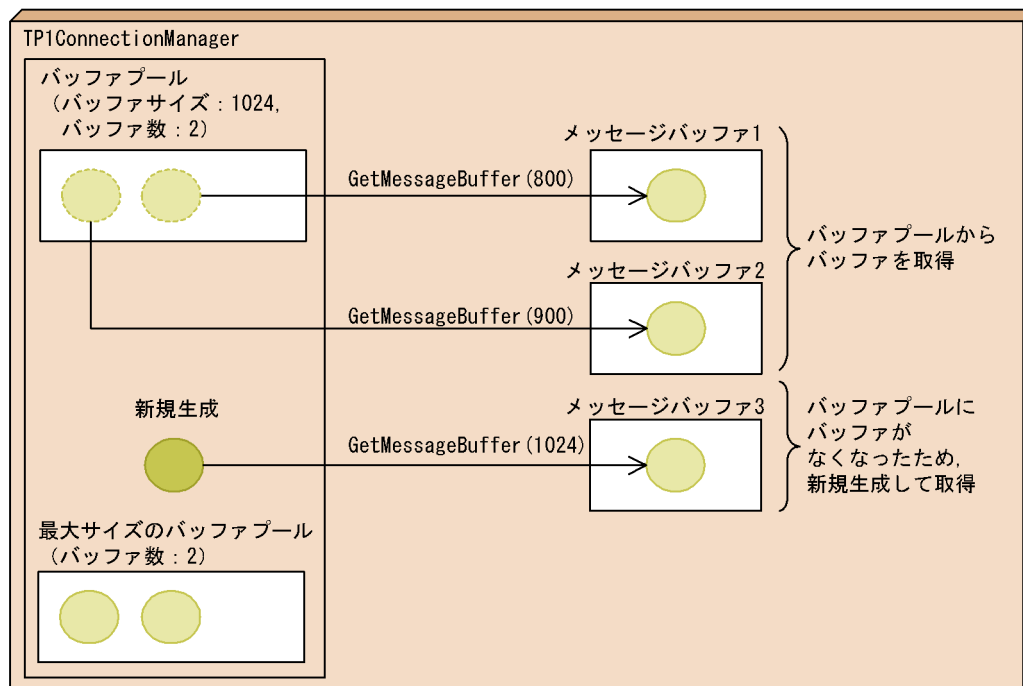 TP1ConnectionManager
バッファプール
（バッファサイズ：1024,
バッファ数：2）
メッセージバッファ1
GetMessageBuffer(800)
バッファプールから
バッファを取得
メッセージバッファ2
GetMessageBuffer(900)
新規生成
メッセージバッファ3
GetMessageBuffer(1024)
バッファプールに
バッファが
なくなったため,
新規生成して取得
最大サイズのバッファプール
（バッファ数：2）